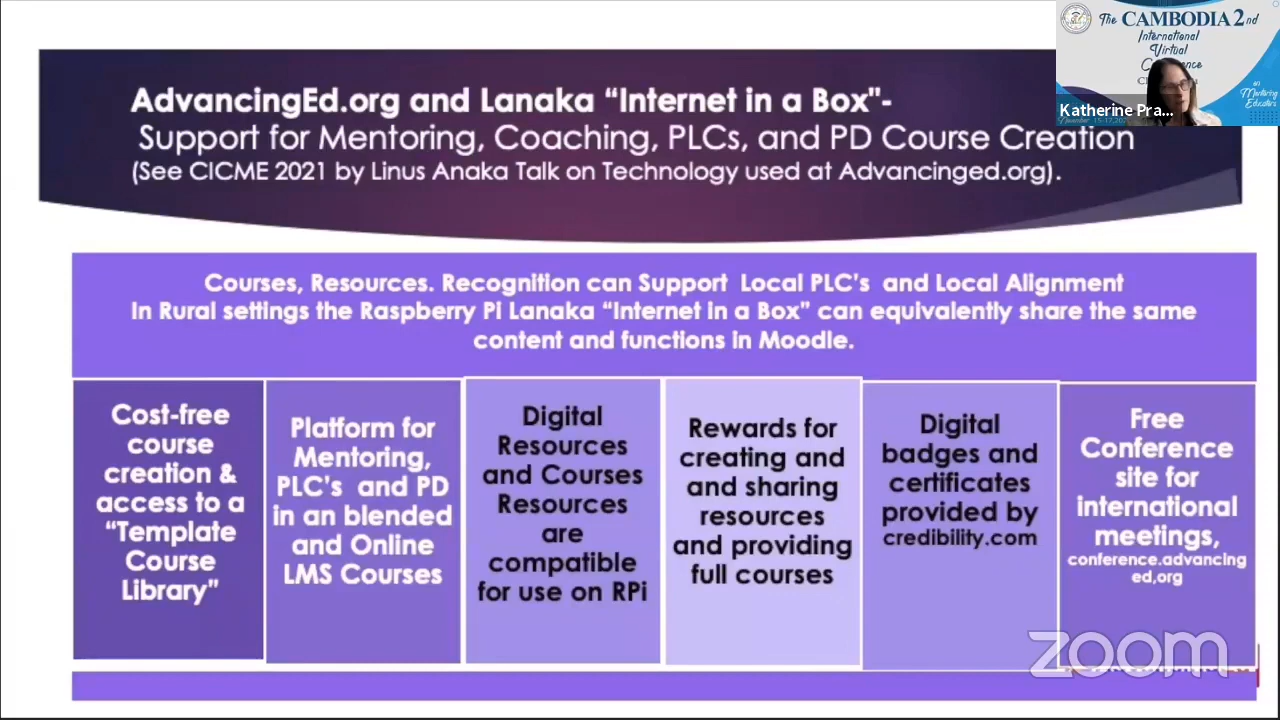 AdvancingEd.org and Lanaka “Internet in a Box"-
Support for Mentoring, Coaching, PLCs, and PD Course Creation
(See CICME 2021 by Linus Anaka Talk on Technology used at Advancinged.org).
The CAMBODIA 2nd
International
Virtual
on
Mentoring
Educators
Katherine Pra...
Courses, Resources. Recognition can Support Local PLC’s and Local Alignment
In Rural settings the Raspberry Pi Lanaka “Internet in a Box” can equivalently share the same
content and functions in Moodle.
Cost-free
course
creation &
access to a
“Template
Course
Library”
Platform for
Mentoring,
PLC’s and PD
in an blended
and Online
LMS Courses
Digital
Resources
and Courses
Resources
are
compatible
for use on RPi
Rewards for
creating and
and sharing
resources
and providing
full courses
Digital
badges and
certificates
provided by
credibility.com
Free
Conference
site for
international
meetings,
conference.advancing
ed,org
zoom